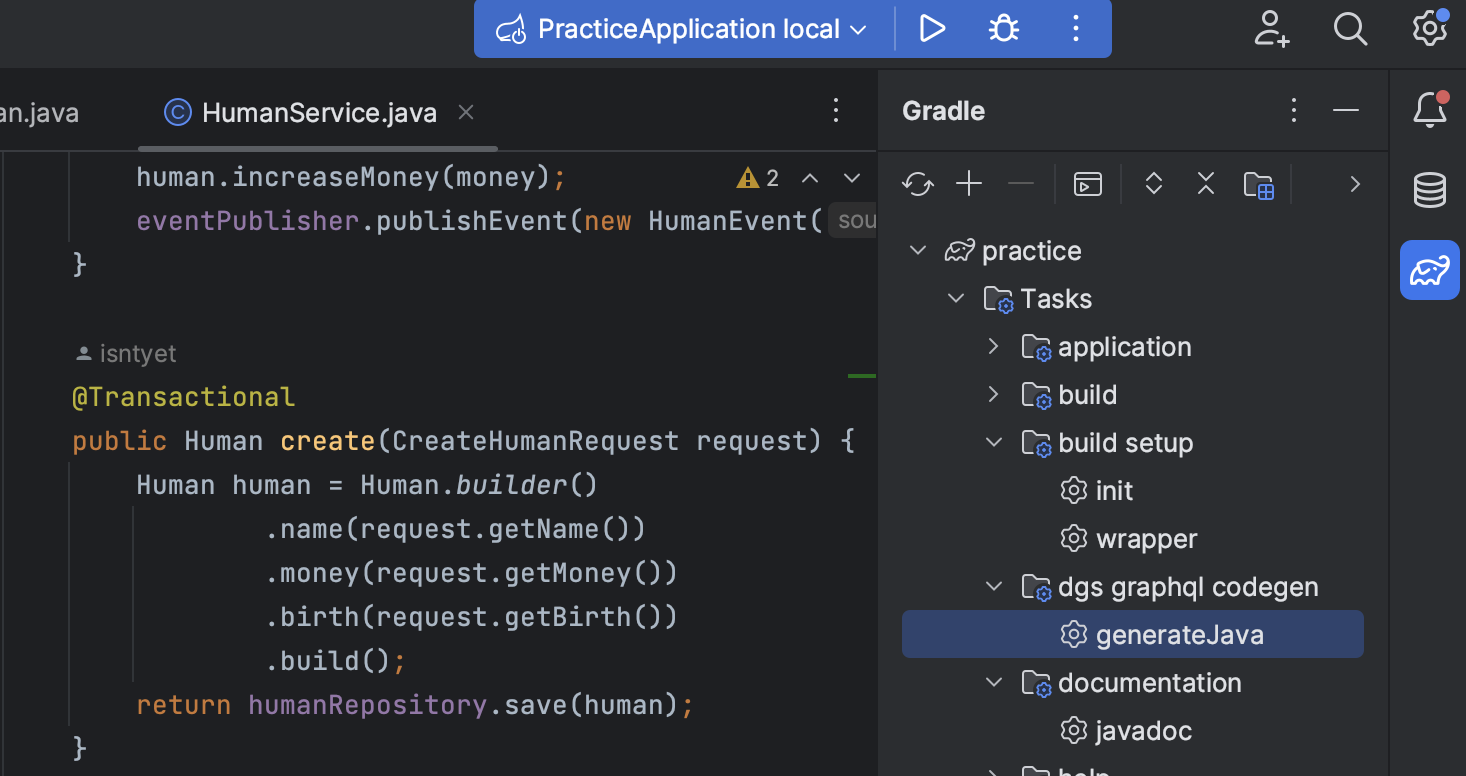 PracticeApplication local
an.java
HumanService.java
human.increaseMoney(money);
2
eventPublisher.publishEvent(new HumanEvent( sou
}
isntyet
@Transactional
public Human create(CreateHumanRequest request) {
Human human = Human.builder()
.name(request.getName())
.money(request.getMoney())
.birth(request.getBirth())
.build();
return humanRepository.save(human);
}
Gradle
practice
Tasks
application
build
build setup
init
wrapper
dgs graphql codegen
generateJava
documentation
javadoc
help